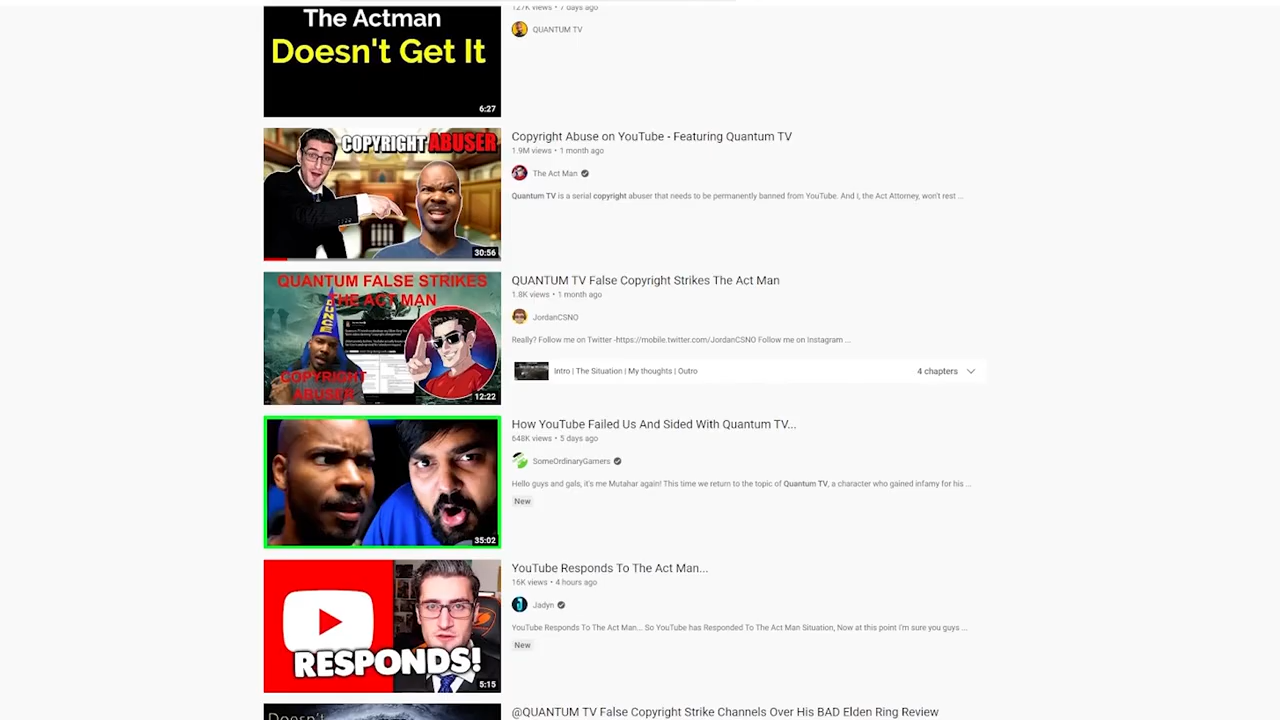 The Actman
Doesn't Get It
6:27
127K views • 7 days ago
QUANTUM TV
COPYRIGHT ABUSER
30:56
Copyright Abuse on YouTube - Featuring Quantum TV
1.9M views • 1 month ago
The Act Man
Quantum TV is a serial copyright abuser that needs to be permanently banned from YouTube. And I, the Act Attorney, won't rest ...
QUANTUM FALSE STRIKES
THE ACT MAN
DUNCE
COPYRIGHT
ABUSER
12:22
QUANTUM TV False Copyright Strikes The Act Man
1.8K views • 1 month ago
JordanCSNO
Really? Follow me on Twitter -https://mobile.twitter.com/JordanCSNO Follow me on Instagram ...
Intro | The Situation | My thoughts | Outro
4 chapters
35:02
How YouTube Failed Us And Sided With Quantum TV...
648K views • 5 days ago
SomeOrdinaryGamers
Hello guys and gals, it's me Mutahar again! This time we return to the topic of Quantum TV, a character who gained infamy for his ...
New
RESPONDS!
5:15
YouTube Responds To The Act Man...
16K views • 4 hours ago
Jadyn
YouTube Responds To The Act Man... So YouTube has Responded To The Act Man Situation, Now at this point i'm sure you guys ...
New
Doesn't
@QUANTUM TV False Copyright Strike Channels Over His BAD Elden Ring Review